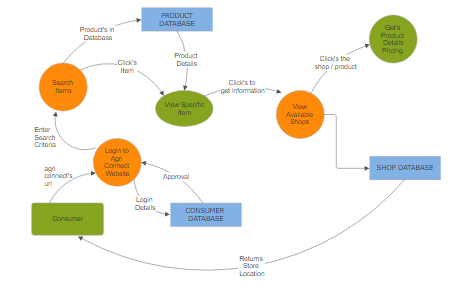 PRODUCT
DATABASE
Get's
Product
Details
Pricing
Product's in
Database
Click's
Item
Product
Details
Click's the
shop / product
Search
Items
Click's to
get information
View Specific
Item
View
Available
Shops
Enter
Search
Criteria
Login to
Agri
Connect
Website
agri
connect's
url
Approval
SHOP DATABASE
Login
Details
CONSUMER
DATABASE
Consumer
Returns
Store
Location